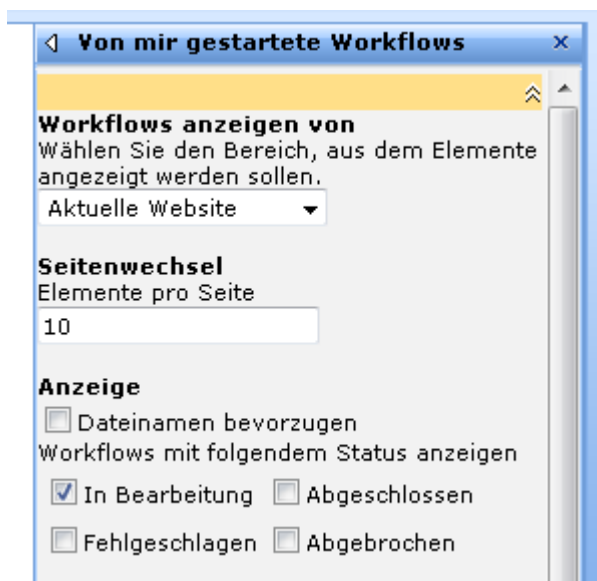 Von mir gestartete Workflows
Workflows anzeigen von
Wählen Sie den Bereich, aus dem Elemente
angezeigt werden sollen.
Aktuelle Website
Seitenwechsel
Elemente pro Seite
10
Anzeige
Dateinamen bevorzugen
Workflows mit folgendem Status anzeigen
In Bearbeitung Abgeschlossen
Fehlgeschlagen Abgebrochen